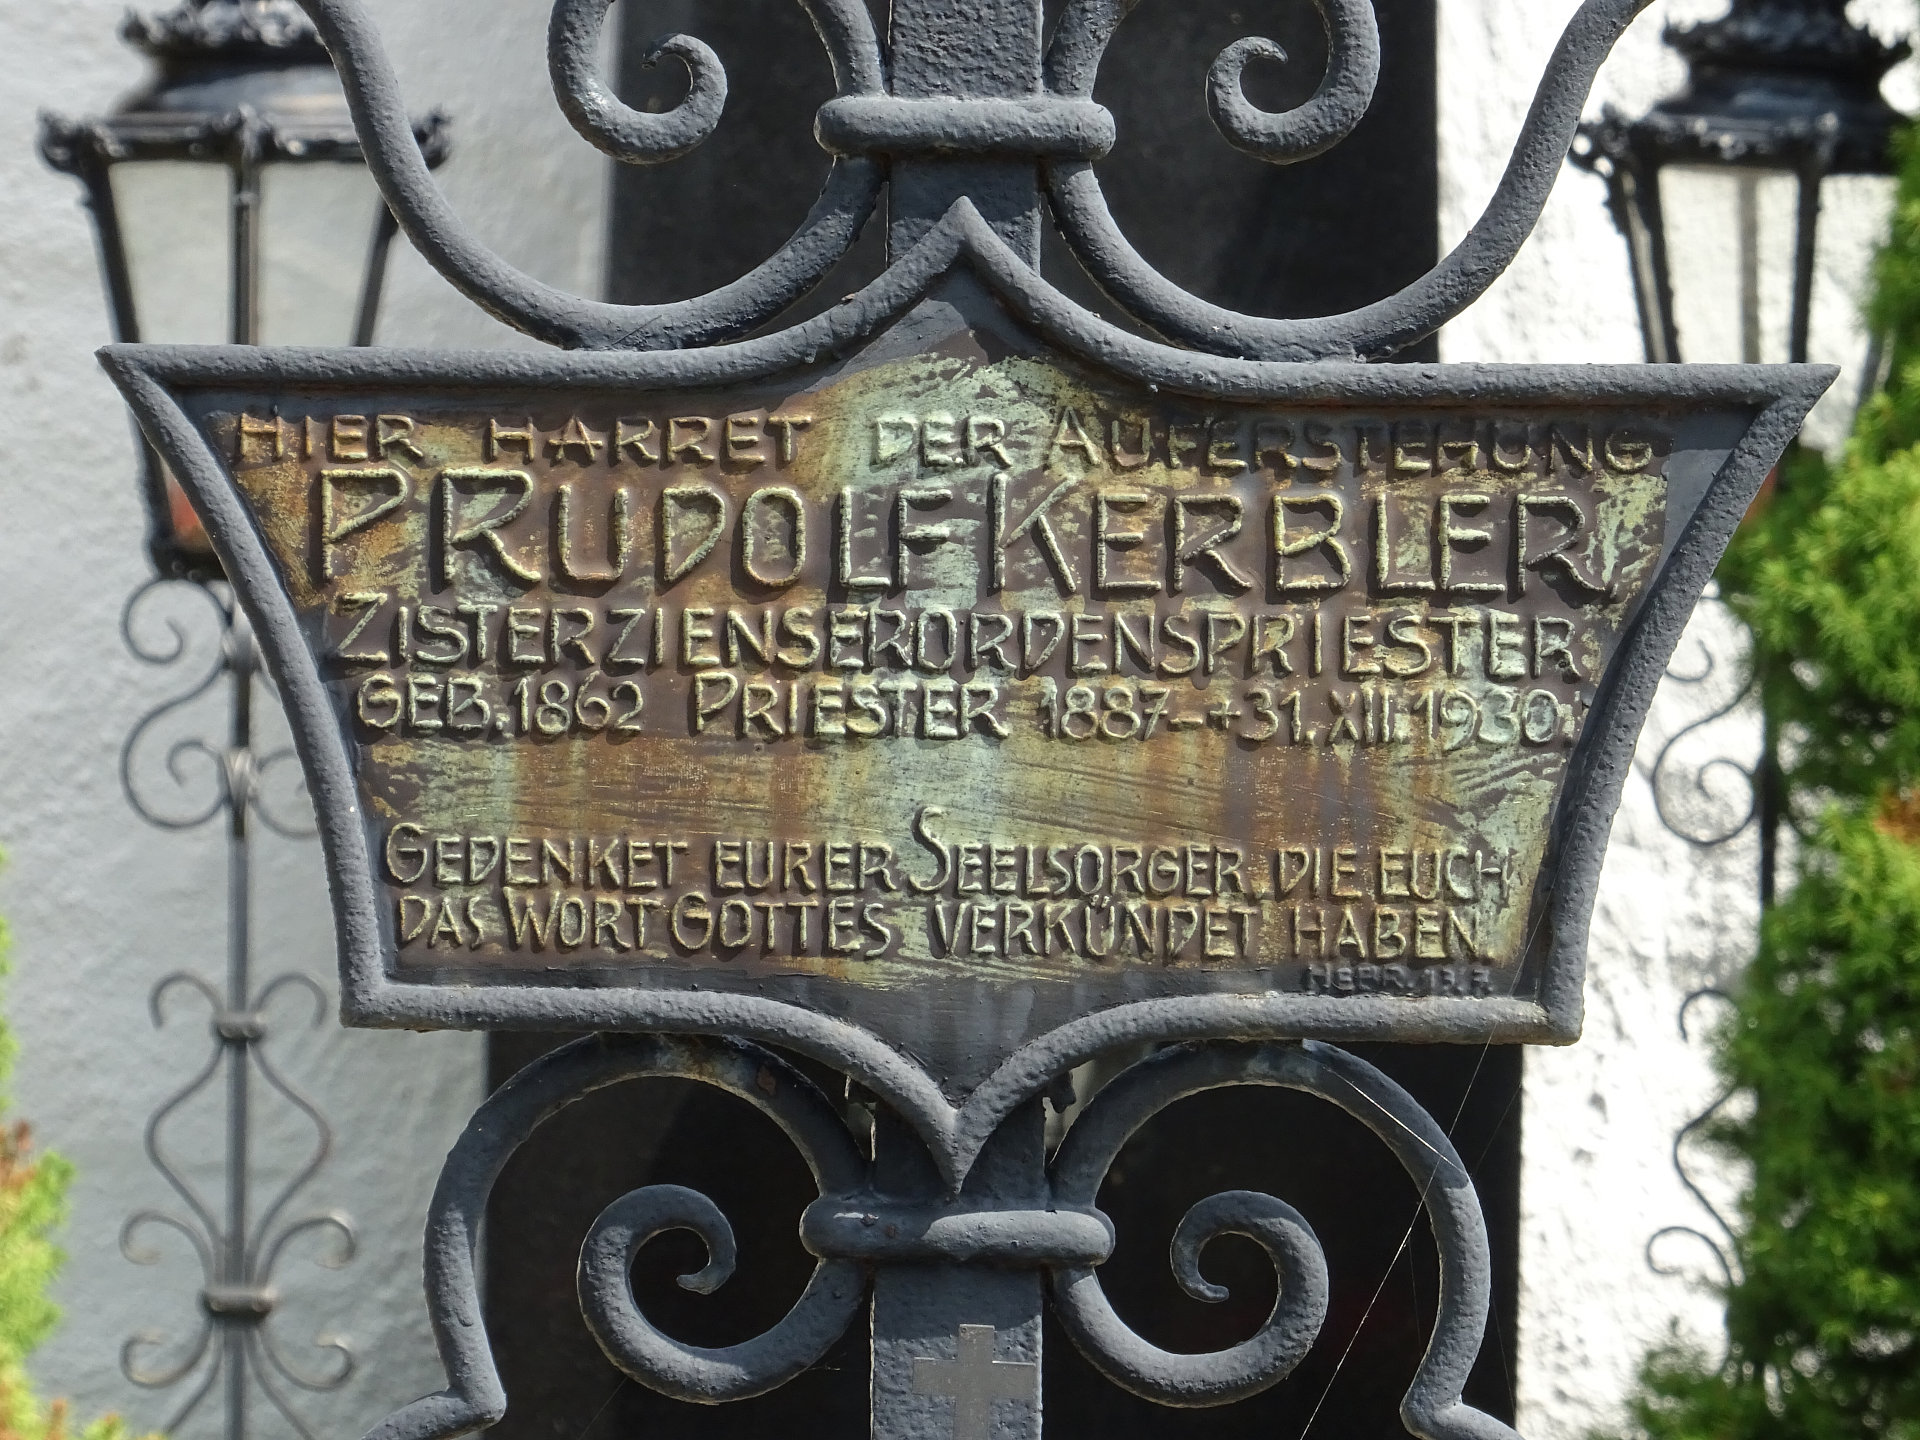 HIER HARRET DER AUFERSTEHUNG
P RUDOLF KERBLER
ZISTERZIENSERORDENSPRIESTER
GEB. 1862 PRIESTER 1887 – +31. XII. 1930.
GEDENKET EURER SEELSORGER, DIE EUCH
DAS WORT GOTTES VERKÜNDET HABEN.
HEBR. 13.7